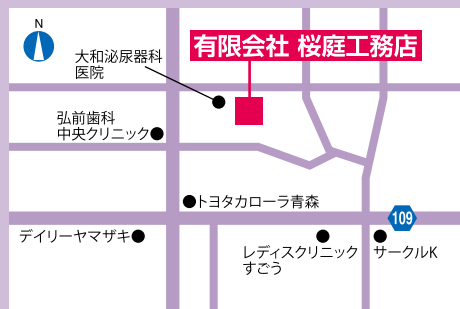 N
有限会社 桜庭工務店
大和泌尿器科
医院
弘前歯科
中央クリニック
トヨタカローラ青森
109
デイリーヤマザキ
レディスクリニック
すごう
サークルK